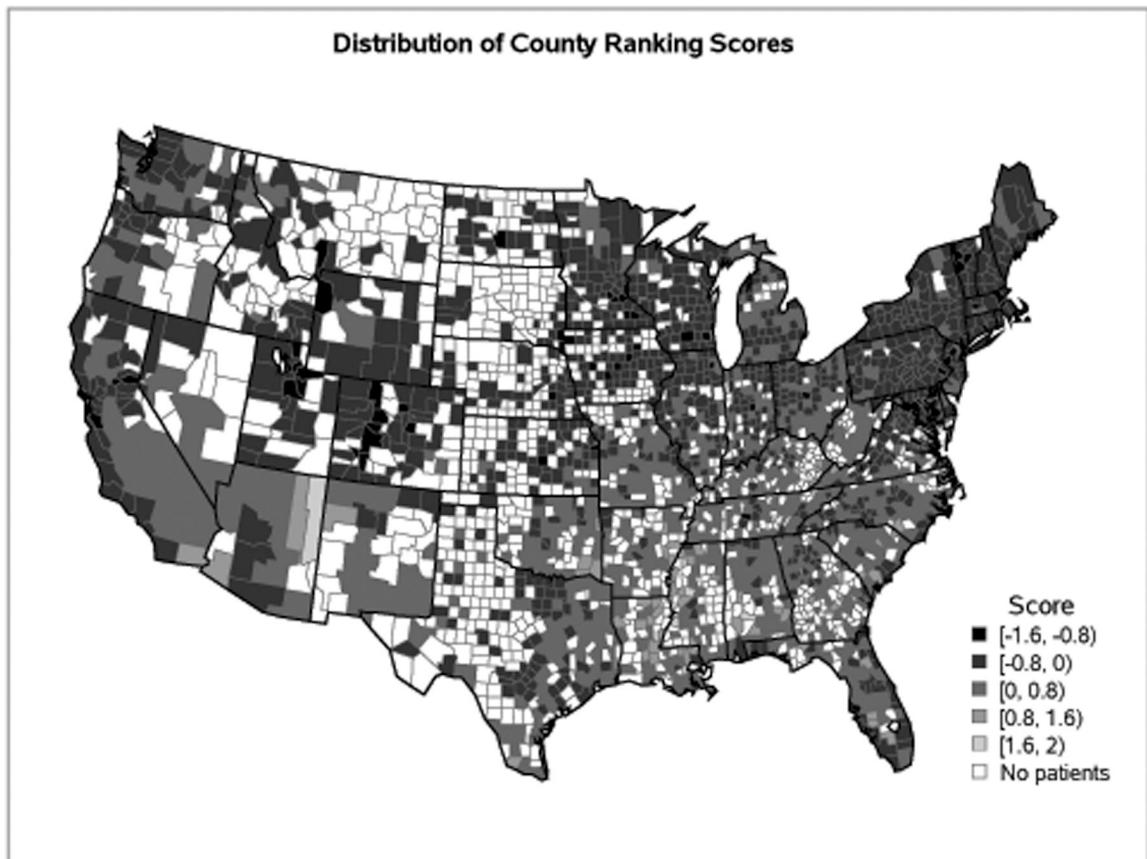 Distribution of County Ranking Scores
Score
[-1.6, -0.8)
[-0.8, 0)
[0, 0.8)
[0.8, 1.6)
[1.6, 2)
No patients